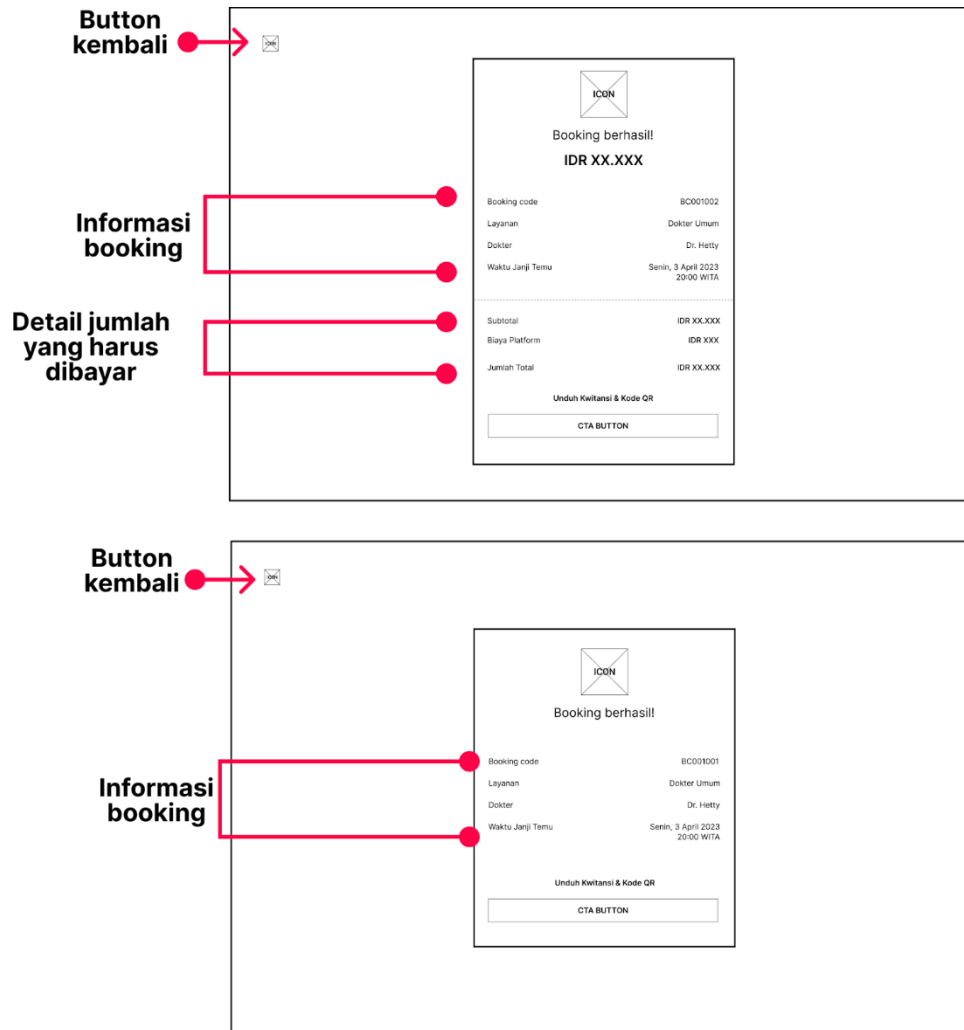 Button
kembali
ICON
ICON
Booking berhasil!
IDR XX.XXX
Informasi
booking
Booking code BC001002
Layanan Dokter Umum
Dokter Dr. Hetty
Waktu Janji Temu Senin, 3 April 2023
20:00 WITA
Detail jumlah
yang harus
dibayar
Subtotal IDR XX.XXX
Biaya Platform IDR XXX
Jumlah Total IDR XX.XXX
Unduh Kwitansi & Kode QR
CTA BUTTON
Button
kembali
ICON
ICON
Booking berhasil!
Informasi
booking
Booking code BC001001
Layanan Dokter Umum
Dokter Dr. Hetty
Waktu Janji Temu Senin, 3 April 2023
20:00 WITA
Unduh Kwitansi & Kode QR
CTA BUTTON